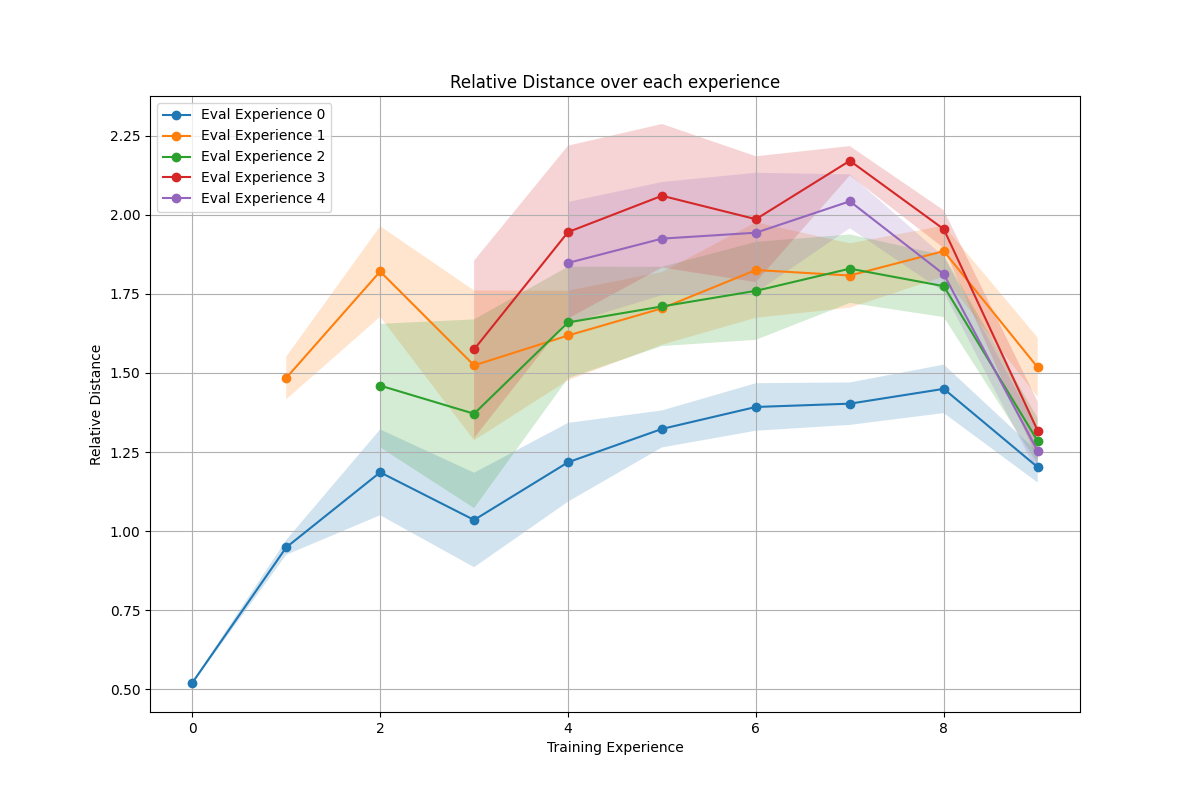 Relative Distance over each experience
Eval Experience 0
Eval Experience 1
Eval Experience 2
Eval Experience 3
Eval Experience 4
2.25
2.00
1.75
1.50
1.25
1.00
0.75
0.50
Relative Distance
0 2 4 6 8
Training Experience